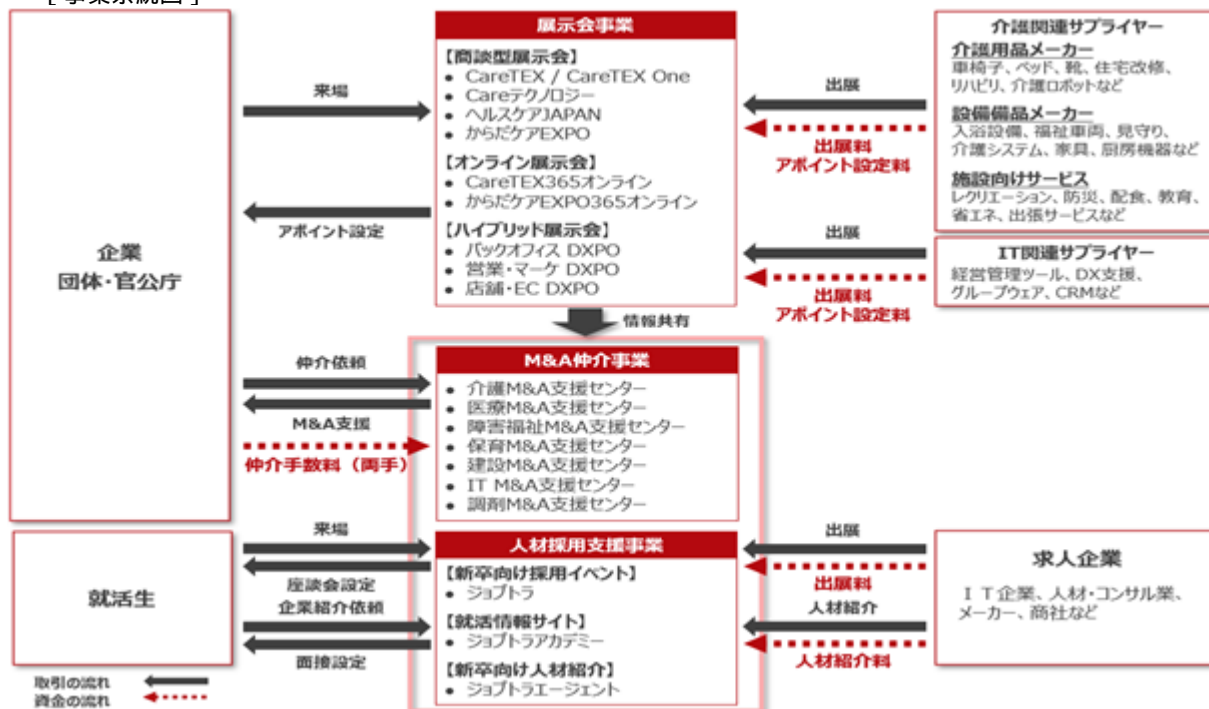 [ 事業系統図 ]
展示会事業
【商談型展示会】
● CareTEX / CareTEX One
● Careテクノロジー
● ヘルスケアJAPAN
● からだケアEXPO
【オンライン展示会】
● CareTEX365オンライン
● からだケアEXPO365オンライン
【ハイブリッド展示会】
● バックオフィス DXPO
● 営業・マーケ DXPO
● 店舗・EC DXPO
企業
団体・官公庁
来場
アポイント設定
介護関連サプライヤー
介護用品メーカー
車椅子、ベッド、靴、住宅改修、
リハビリ、介護ロボットなど
設備備品メーカー
入浴設備、福祉車両、見守り、
介護システム、家具、厨房機器など
施設向けサービス
レクリエーション、防災、配食、教育、
省エネ、出張サービスなど
出展
出展料
アポイント設定料
IT関連サプライヤー
経営管理ツール、DX支援、
グループウェア、CRMなど
出展
出展料
アポイント設定料
情報共有
M&A仲介事業
● 介護M&A支援センター
● 医療M&A支援センター
● 障害福祉M&A支援センター
● 保育M&A支援センター
● 建設M&A支援センター
● IT M&A支援センター
● 調剤M&A支援センター
仲介依頼
M&A支援
仲介手数料（両手）
人材採用支援事業
【新卒向け採用イベント】
● ジョブトラ
【就活情報サイト】
● ジョブトラアカデミー
【新卒向け人材紹介】
● ジョブトラエージェント
就活生
来場
座談会設定
企業紹介依頼
面接設定
求人企業
ＩＴ企業、人材・コンサル業、
メーカー、商社など
出展
出展料
人材紹介
人材紹介料
取引の流れ
資金の流れ